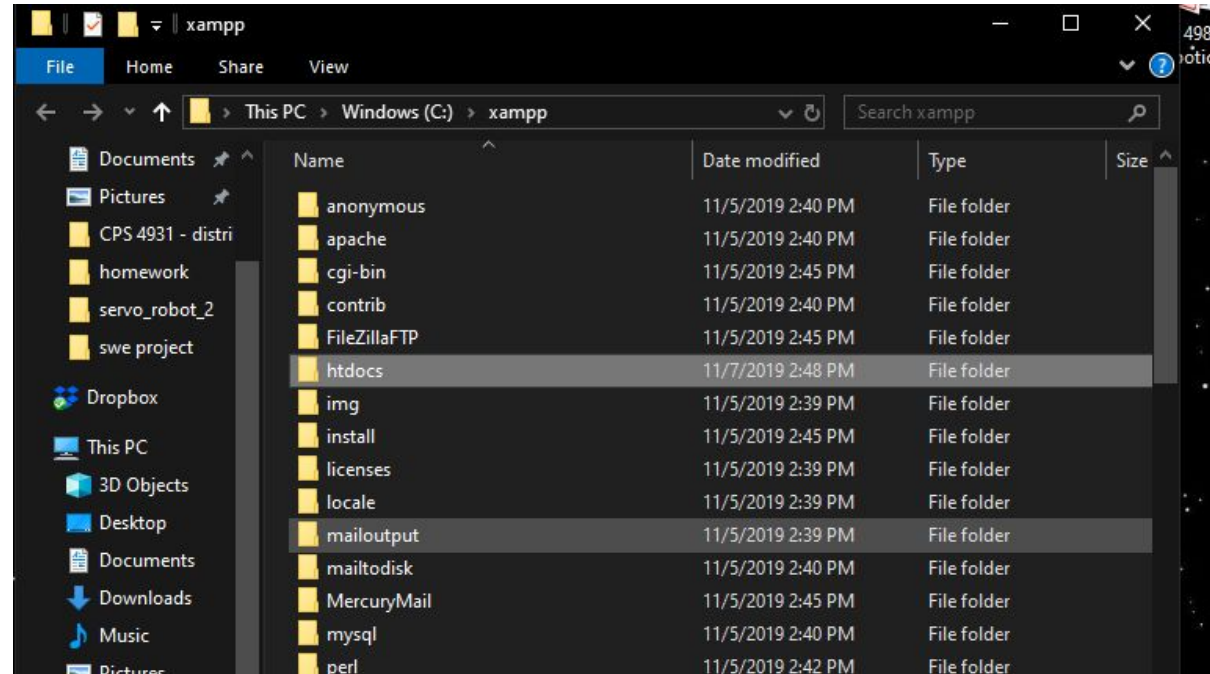 xampp
498
File Home Share View
otic
This PC > Windows (C:) > xampp
Search xampp
Documents
Pictures
CPS 4931 - distri
homework
servo_robot_2
swe project
Dropbox
This PC
3D Objects
Desktop
Documents
Downloads
Music
Pictures
Name Date modified Type Size
anonymous 11/5/2019 2:40 PM File folder
apache 11/5/2019 2:40 PM File folder
cgi-bin 11/5/2019 2:45 PM File folder
contrib 11/5/2019 2:40 PM File folder
FileZillaFTP 11/5/2019 2:45 PM File folder
htdocs 11/7/2019 2:48 PM File folder
img 11/5/2019 2:39 PM File folder
install 11/5/2019 2:45 PM File folder
licenses 11/5/2019 2:39 PM File folder
locale 11/5/2019 2:39 PM File folder
mailoutput 11/5/2019 2:39 PM File folder
mailtodisk 11/5/2019 2:40 PM File folder
MercuryMail 11/5/2019 2:45 PM File folder
mysql 11/5/2019 2:40 PM File folder
perl 11/5/2019 2:42 PM File folder